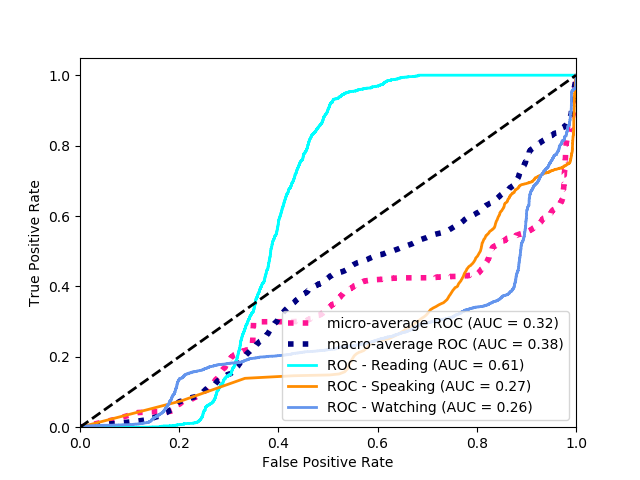 True Positive Rate
1.0
0.8
0.6
0.4
0.2
0.0
micro-average ROC (AUC = 0.32)
macro-average ROC (AUC = 0.38)
ROC - Reading (AUC = 0.61)
ROC - Speaking (AUC = 0.27)
ROC - Watching (AUC = 0.26)
0.0 0.2 0.4 0.6 0.8 1.0
False Positive Rate